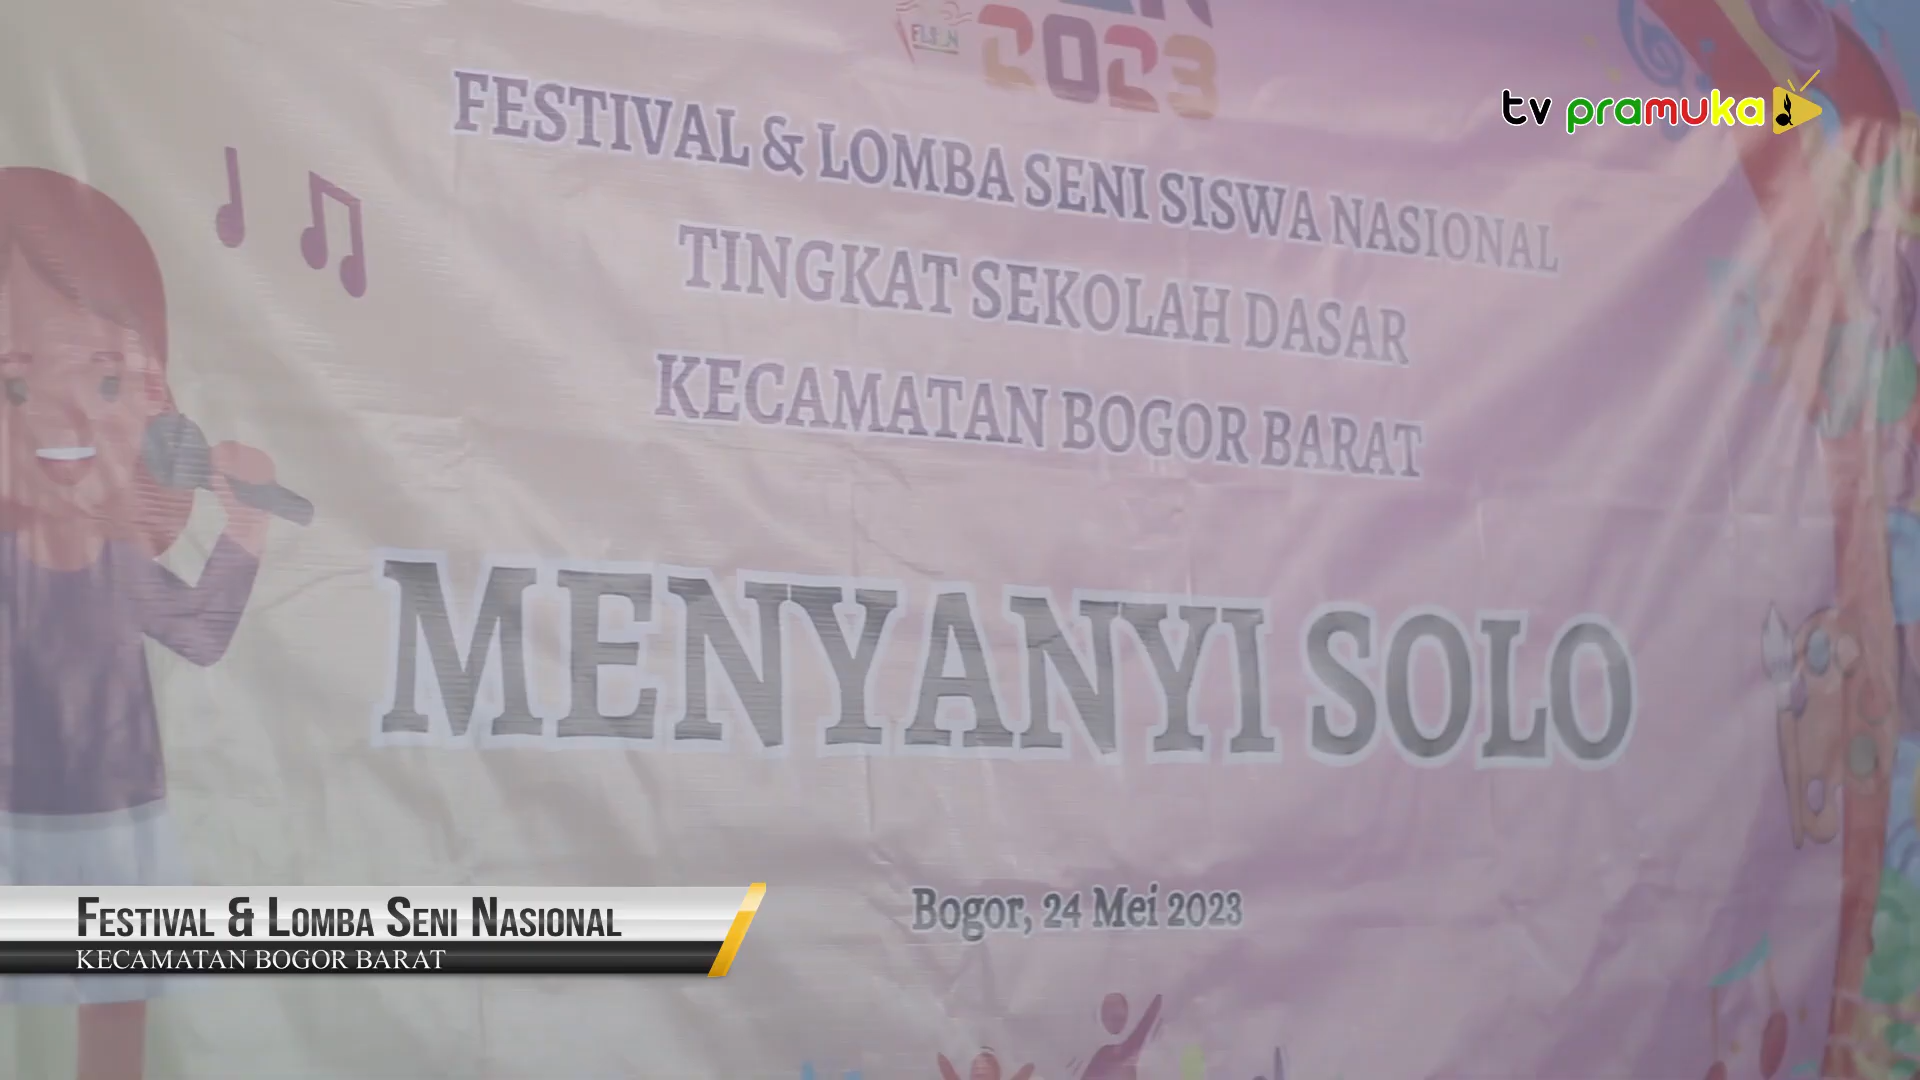 2023
FLS_N
tv pramuka
FESTIVAL & LOMBA SENI SISWA NASIONAL
TINGKAT SEKOLAH DASAR
KECAMATAN BOGOR BARAT
MENYANYI SOLO
Bogor, 24 Mei 2023
FESTIVAL & LOMBA SENI NASIONAL
KECAMATAN BOGOR BARAT